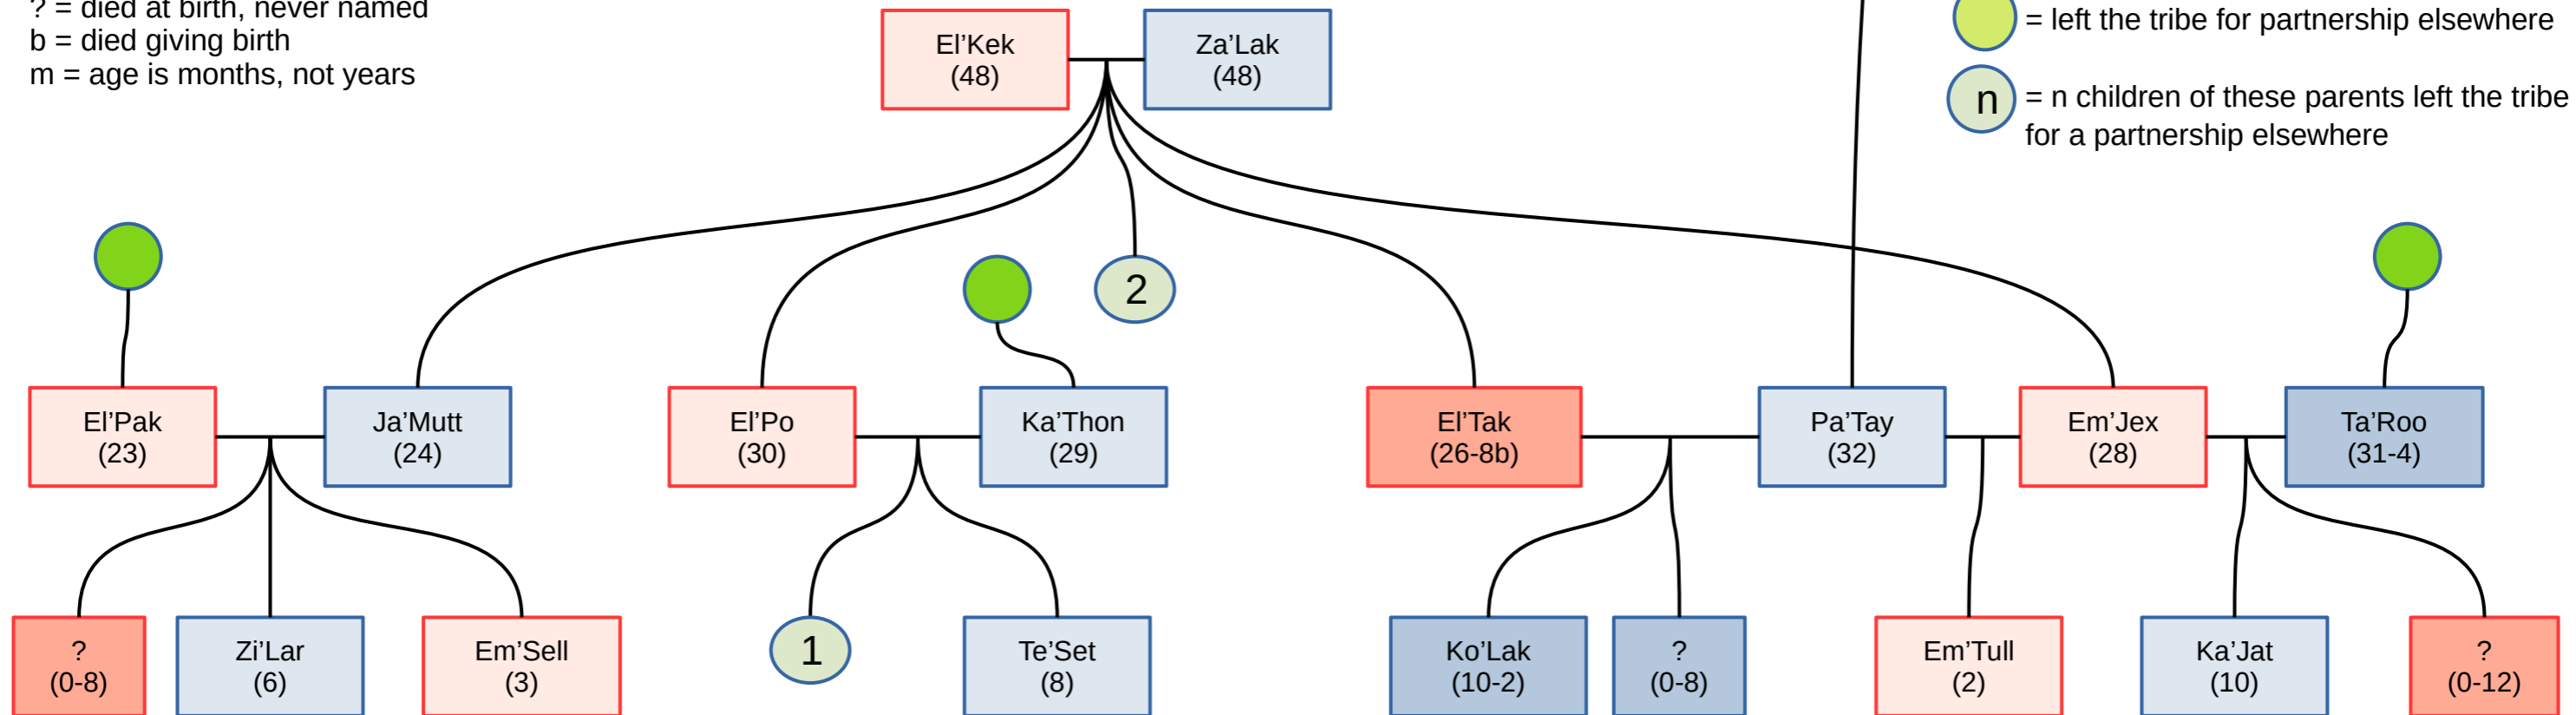 ? = died at birth, never named
b = died giving birth
m = age is months, not years
El’Kek
(48)
Za’Lak
(48)
= left the tribe for partnership elsewhere
n
= n children of these parents left the tribe
for a partnership elsewhere
2
El’Pak
(23)
Ja’Mutt
(24)
El’Po
(30)
Ka’Thon
(29)
El’Tak
(26-8b)
Pa’Tay
(32)
Em’Jex
(28)
Ta’Roo
(31-4)
?
(0-8)
Zi’Lar
(6)
Em’Sell
(3)
1
Te’Set
(8)
Ko’Lak
(10-2)
?
(0-8)
Em’Tull
(2)
Ka’Jat
(10)
?
(0-12)